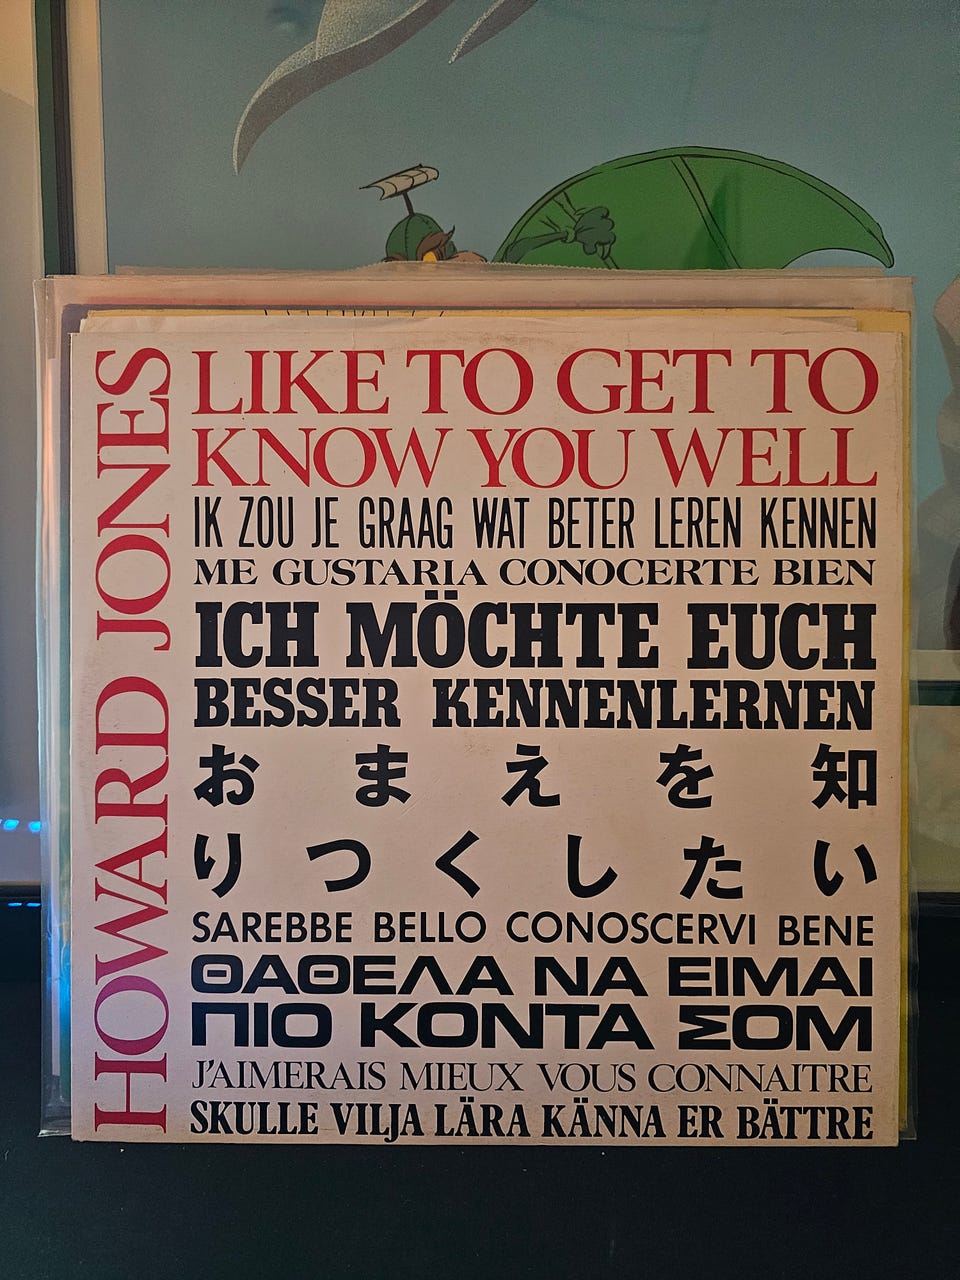 HOWARD JONES
LIKE TO GET TO
KNOW YOU WELL
IK ZOU JE GRAAG WAT BETER LEREN KENNEN
ME GUSTARIA CONOCERTE BIEN
ICH MÖCHTE EUCH
BESSER KENNENLERNEN
おまえを知
りつくしたい
SAREBBE BELLO CONOSCERVI BENE
ΘΑΘΕΛΑ ΝΑ ΕΙΜΑΙ
ΠΙΟ ΚΟΝΤΑ ΣΟΜ
J'AIMERAIS MIEUX VOUS CONNAITRE
SKULLE VILJA LÄRA KÄNNA ER BÄTTRE